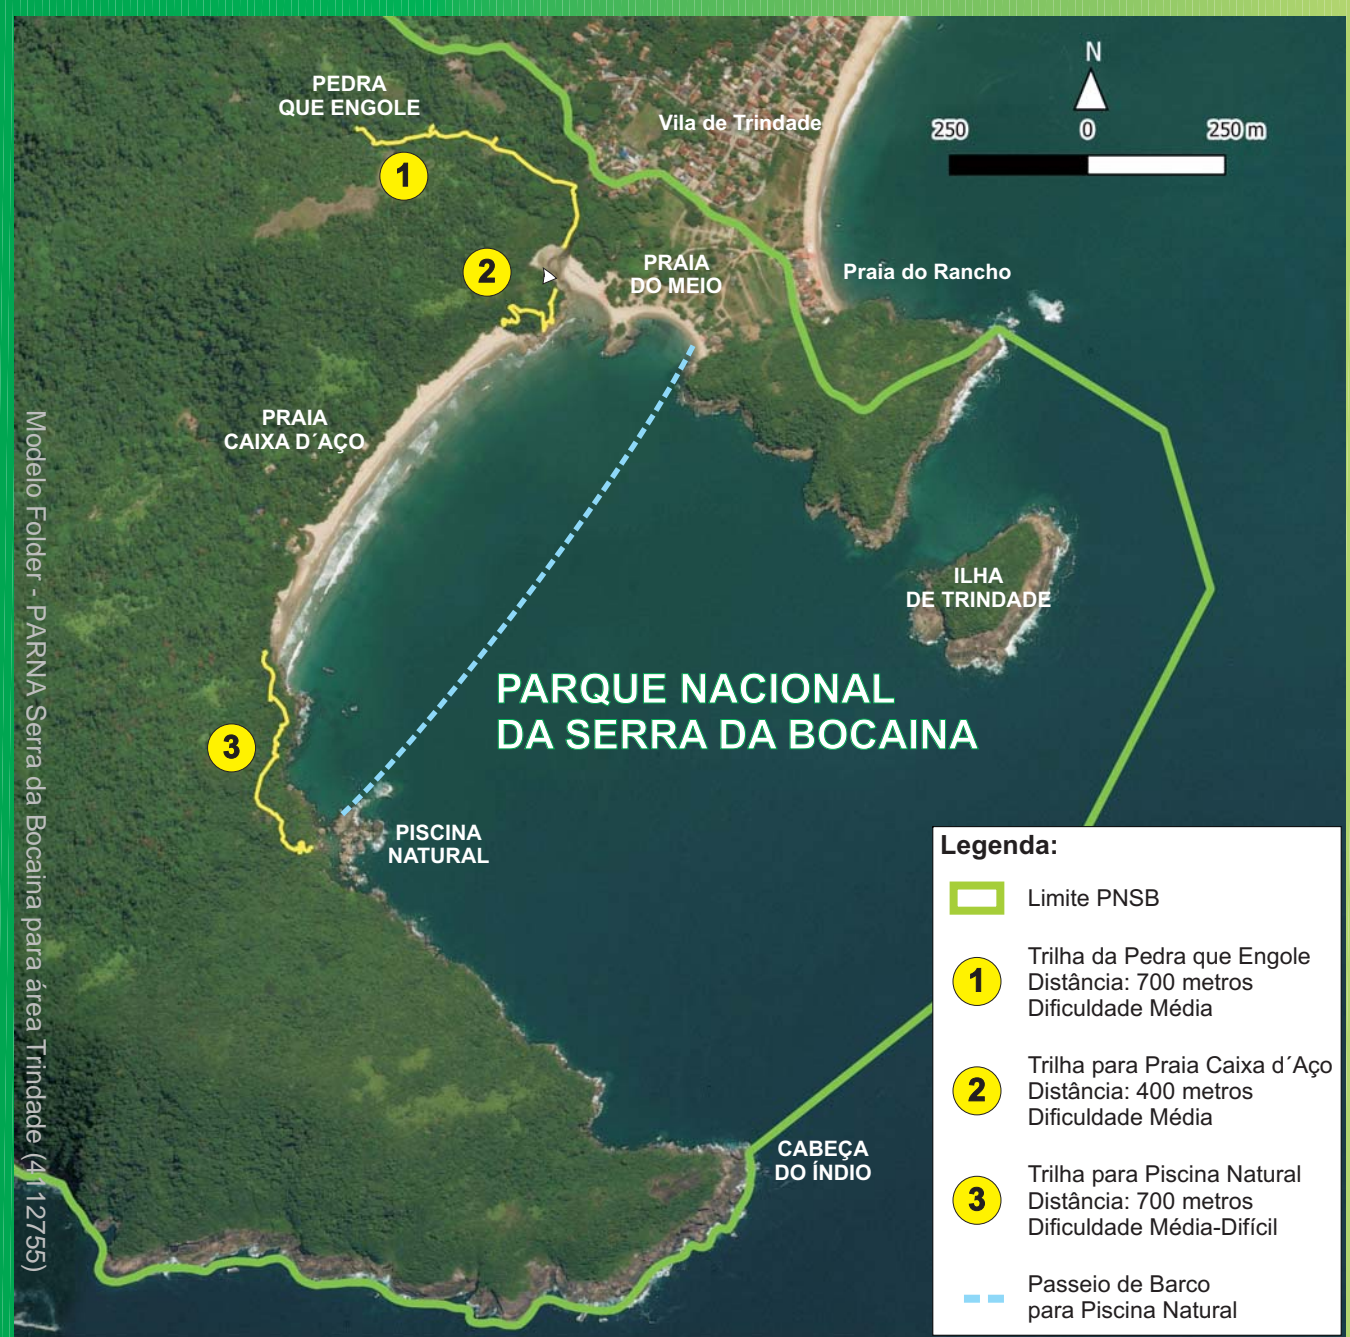 PEDRA
QUE ENGOLE
Vila de Trindade
N
250 0 250 m
1
2
PRAIA
DO MEIO
Praia do Rancho
PRAIA
CAIXA D´AÇO
ILHA
DE TRINDADE
PARQUE NACIONAL
DA SERRA DA BOCAINA
3
PISCINA
NATURAL
CABEÇA
DO ÍNDIO
Legenda:
Limite PNSB
1
Trilha da Pedra que Engole
Distância: 700 metros
Dificuldade Média
2
Trilha para Praia Caixa d´Aço
Distância: 400 metros
Dificuldade Média
3
Trilha para Piscina Natural
Distância: 700 metros
Dificuldade Média-Difícil
Passeio de Barco
para Piscina Natural
Modelo Folder - PARNA Serra da Bocaina para área Trindade (4112755)